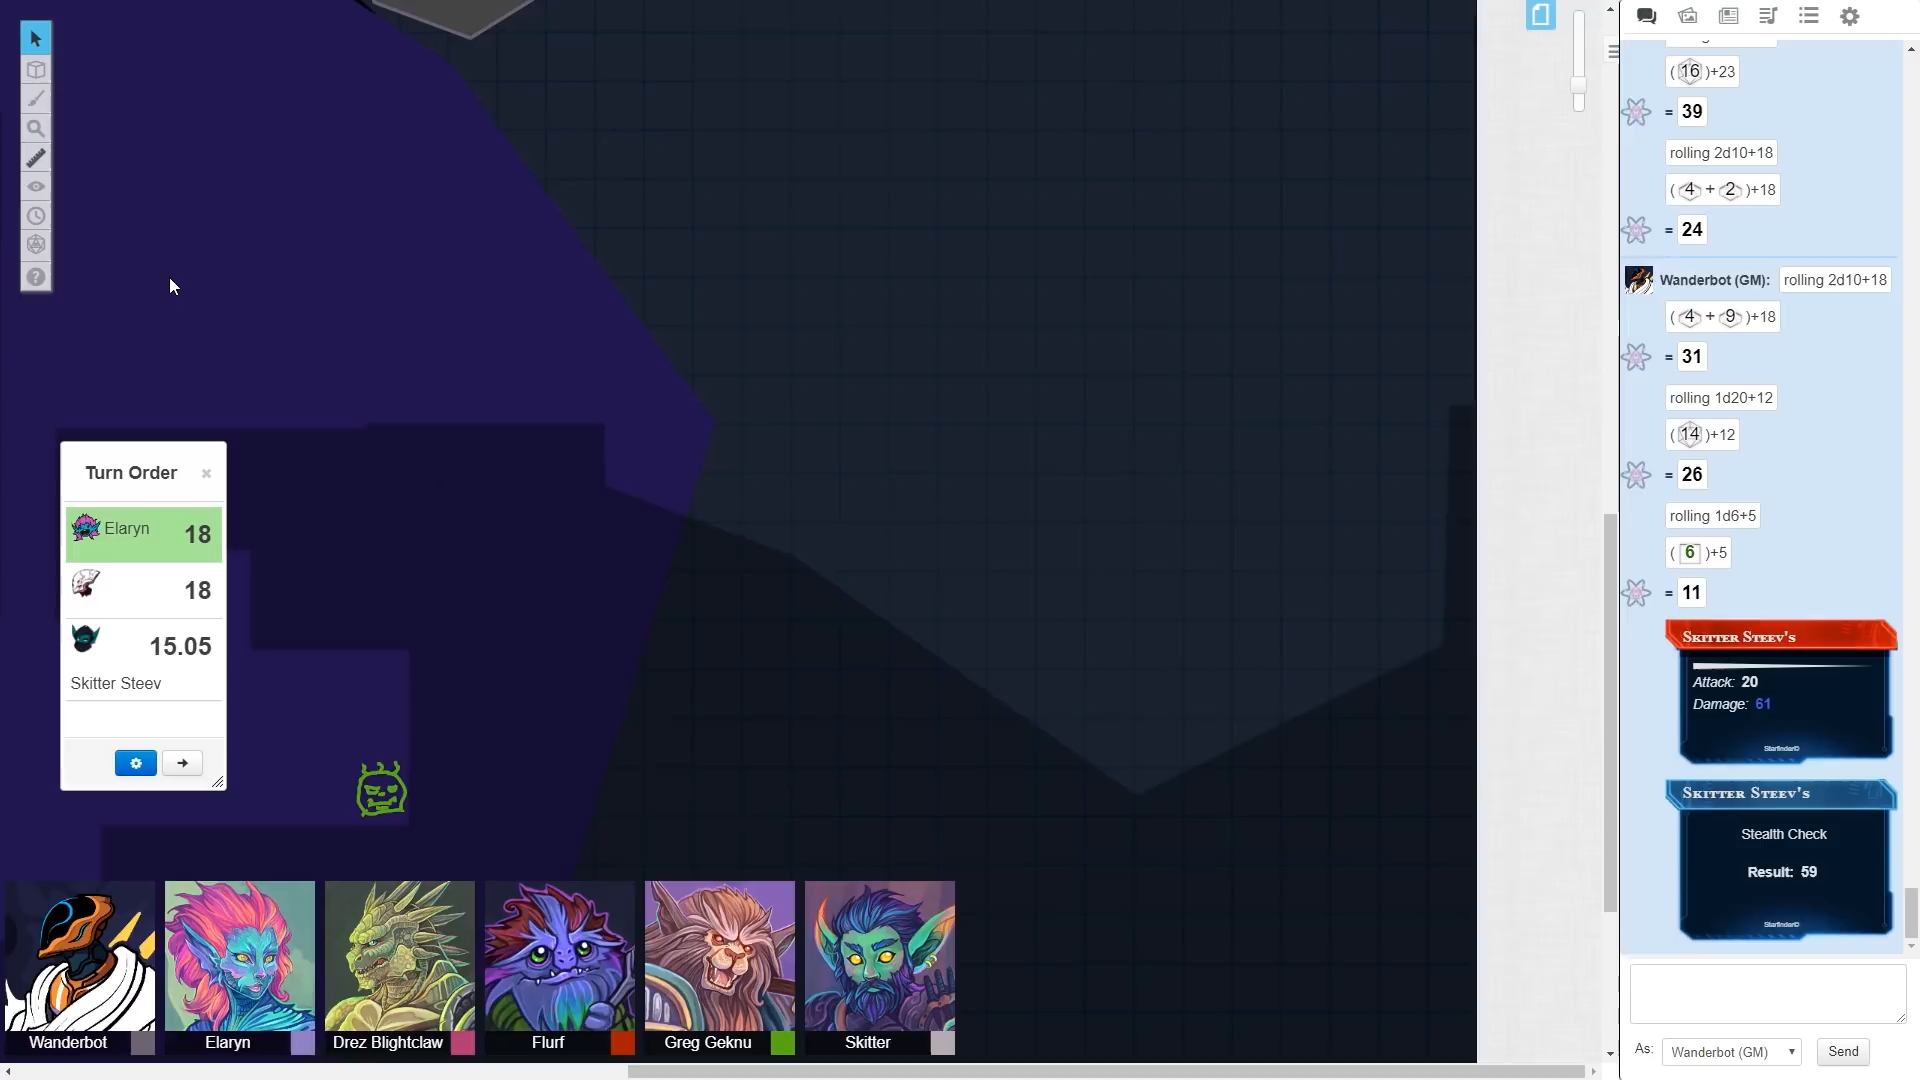 Turn Order ×
Elaryn 18
18
15.05
Skitter Steev
Wanderbot
Elaryn
Drez Blightclaw
Flurf
Greg Geknu
Skitter
(16)+23
= 39
rolling 2d10+18
(4 + 2)+18
= 24
Wanderbot (GM): rolling 2d10+18
(4 + 9)+18
= 31
rolling 1d20+12
(14)+12
= 26
rolling 1d6+5
(6)+5
= 11
Skitter Steev's
Attack: 20
Damage: 61
Starfinder©
Skitter Steev's
Stealth Check
Result: 59
Starfinder©
As: Wanderbot (GM) Send